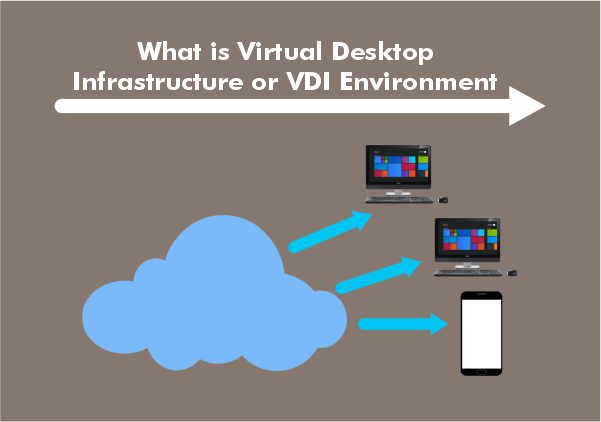 What is Virtual Desktop
Infrastructure or VDI Environment